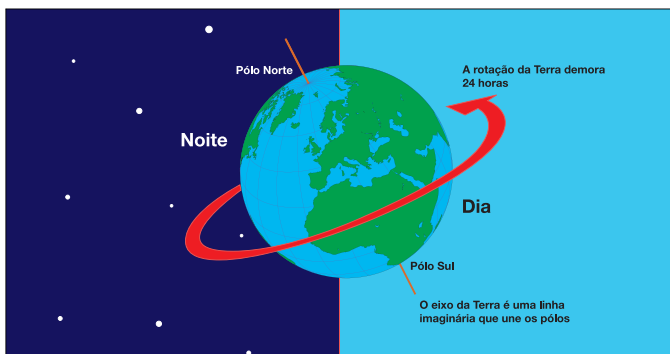 Pólo Norte
A rotação da Terra demora
24 horas
Noite
Dia
Pólo Sul
O eixo da Terra é uma linha
imaginária que une os pólos